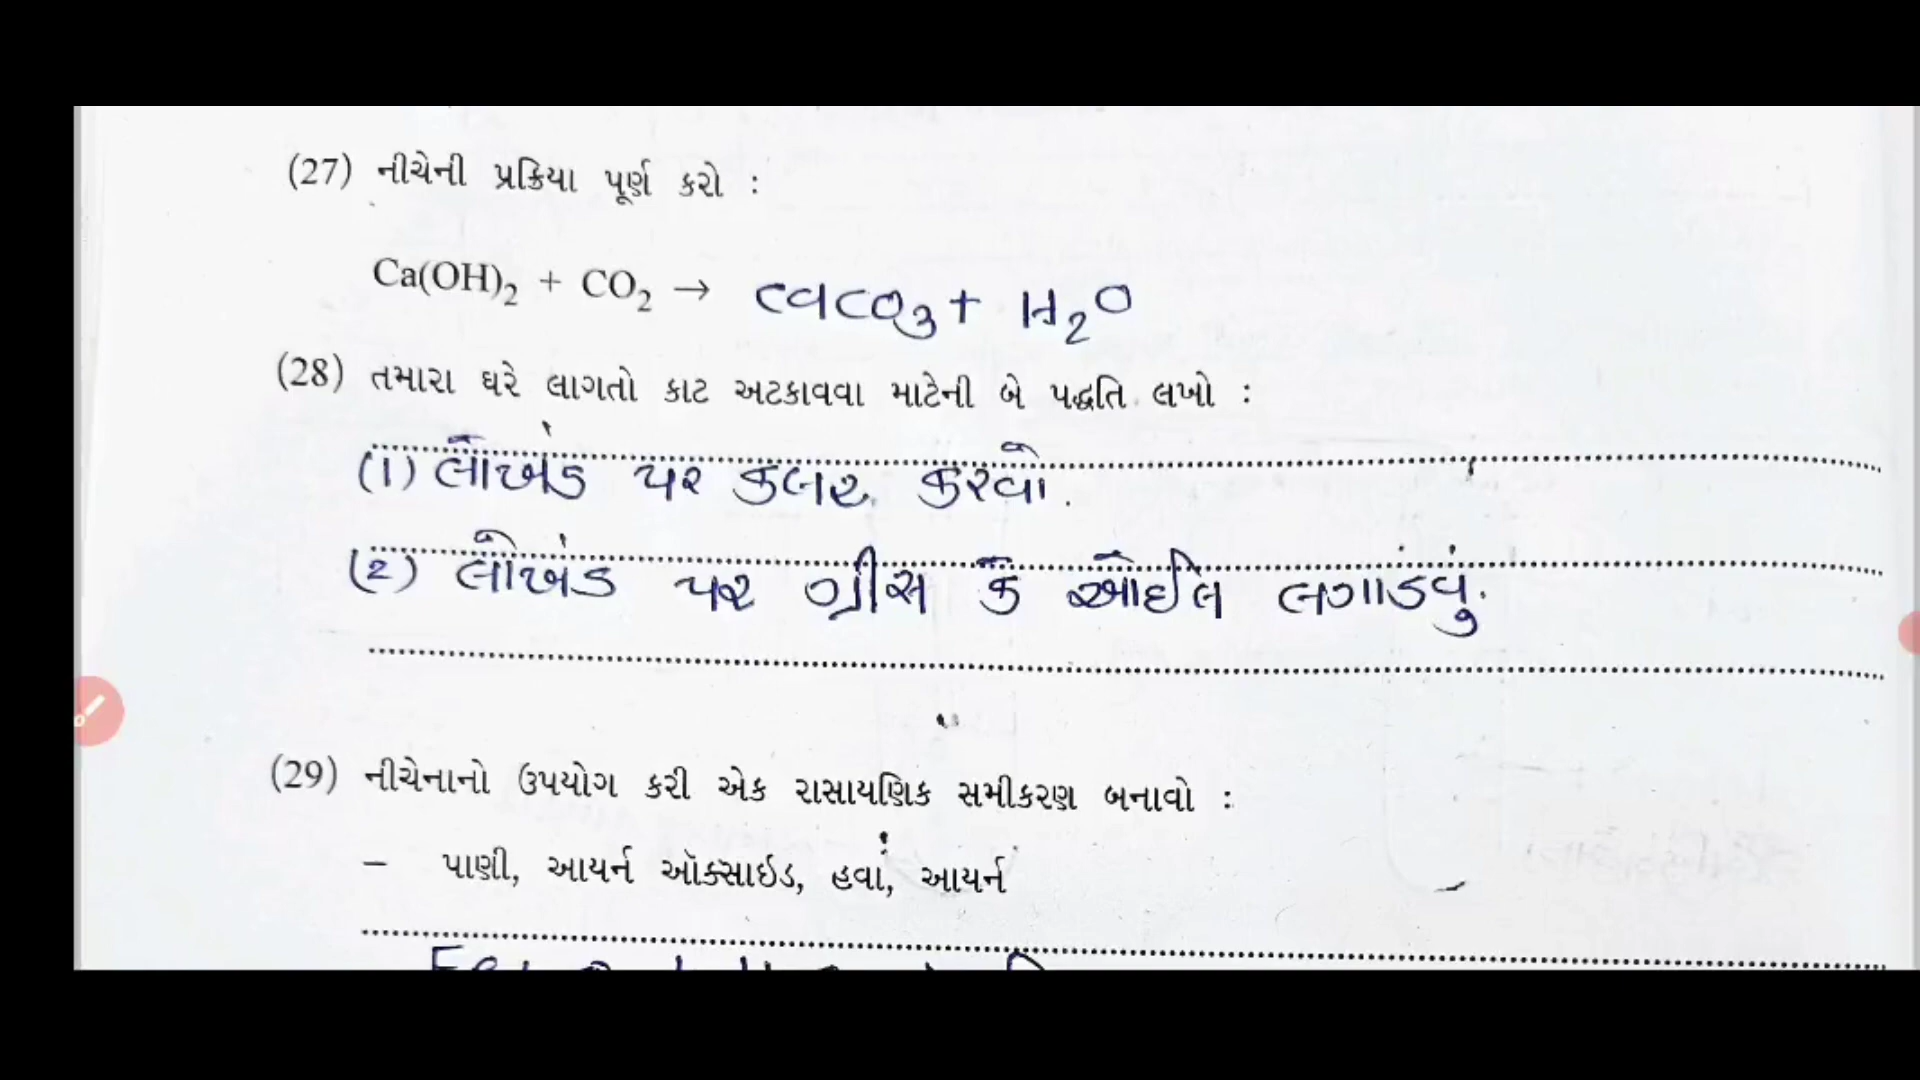 (27) નીચેની પ્રક્રિયા પૂર્ણ કરો :
Ca(OH)₂ + CO₂ → CaCO₃ + H₂O
(28) તમારા ઘરે લાગતો કાટ અટકાવવા માટેની બે પદ્ધતિ લખો :
(1) લોખંડ પર કલર કરવો.
(2) લોખંડ પર ગ્રીસ કે ઓઈલ લગાડવું.
(29) નીચેનાનો ઉપયોગ કરી એક રાસાયણિક સમીકરણ બનાવો :
– પાણી, આયર્ન ઑક્સાઇડ, હવા, આયર્ન